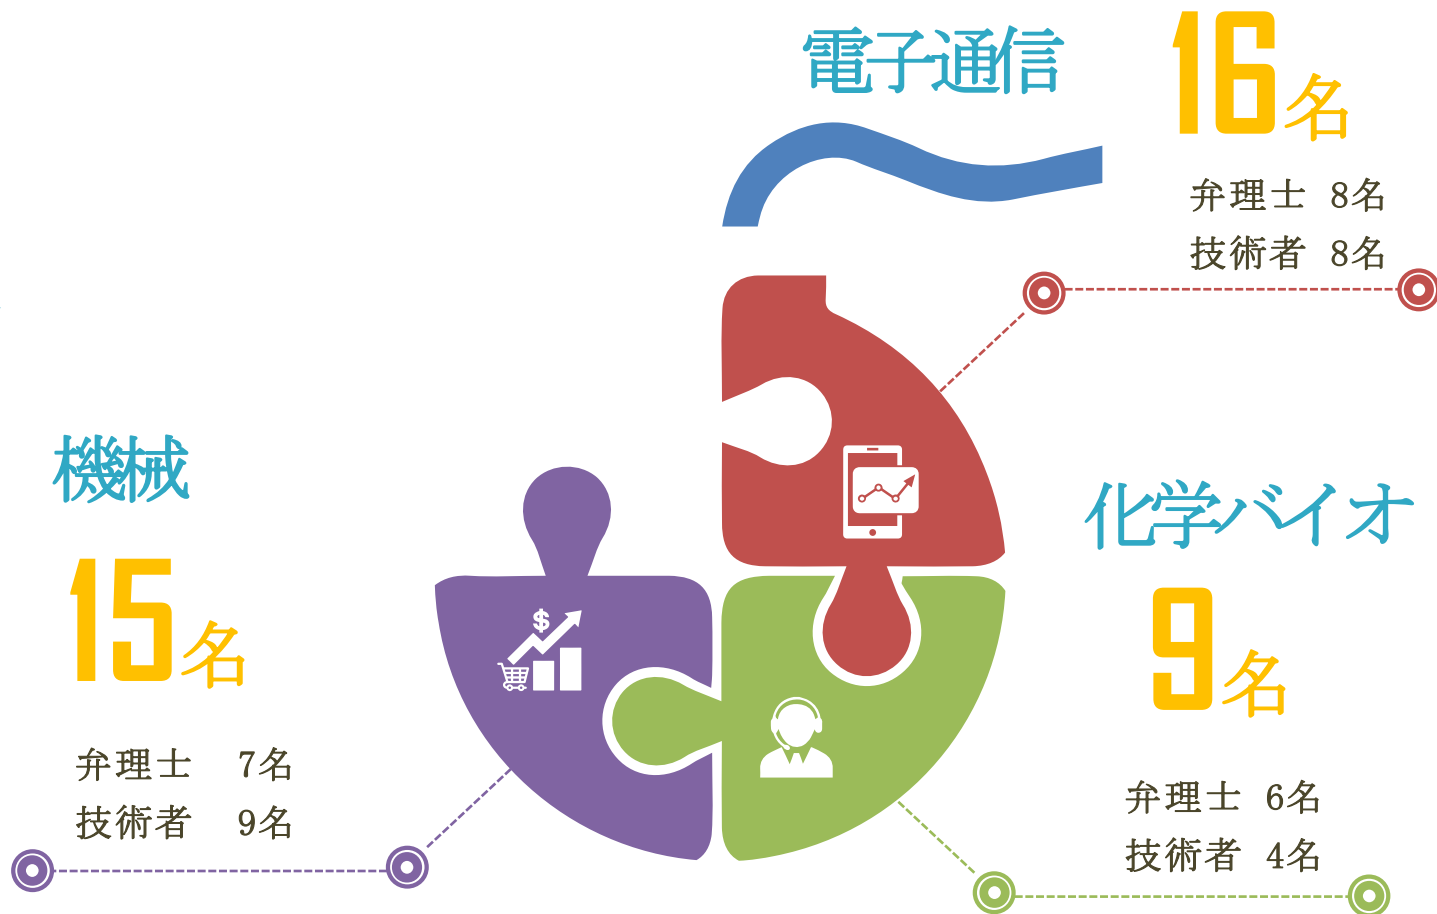 電子通信
16名
弁理士 8名
技術者 8名
機械
15名
弁理士 7名
技術者 9名
化学バイオ
9名
弁理士 6名
技術者 4名
$